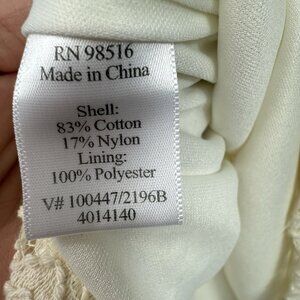 RN 98516
Made in China
Shell:
83% Cotton
17% Nylon
Lining:
100% Polyester
V# 100447/2196B
4014140